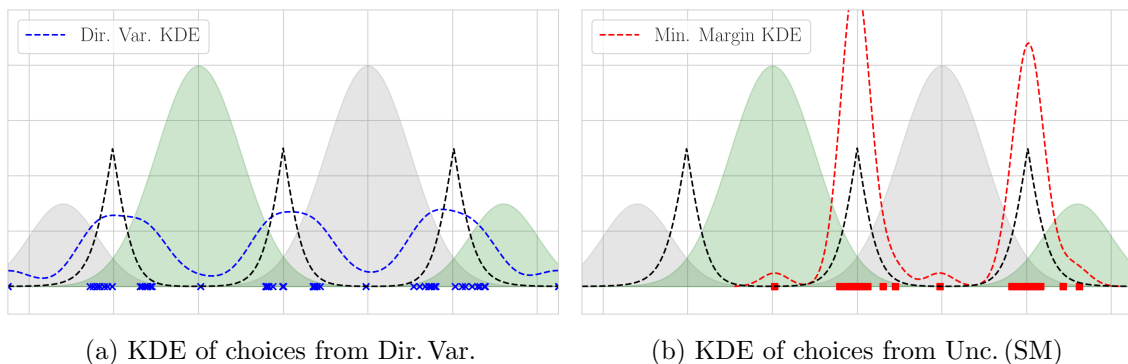 Dir. Var. KDE
Min. Margin KDE
(a) KDE of choices from Dir. Var.
(b) KDE of choices from Unc. (SM)